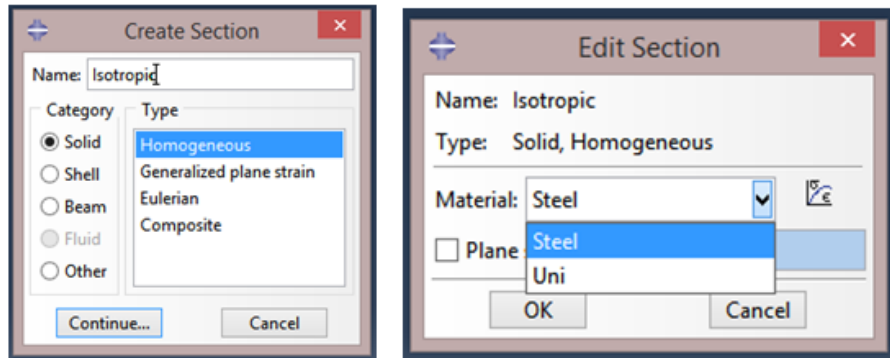 Create Section
Name: Isotropic
Category
Type
Solid
Shell
Beam
Fluid
Other
Homogeneous
Generalized plane strain
Eulerian
Composite
Continue...
Cancel
Edit Section
Name: Isotropic
Type: Solid, Homogeneous
Material: Steel
Steel
Uni
Plane
OK
Cancel